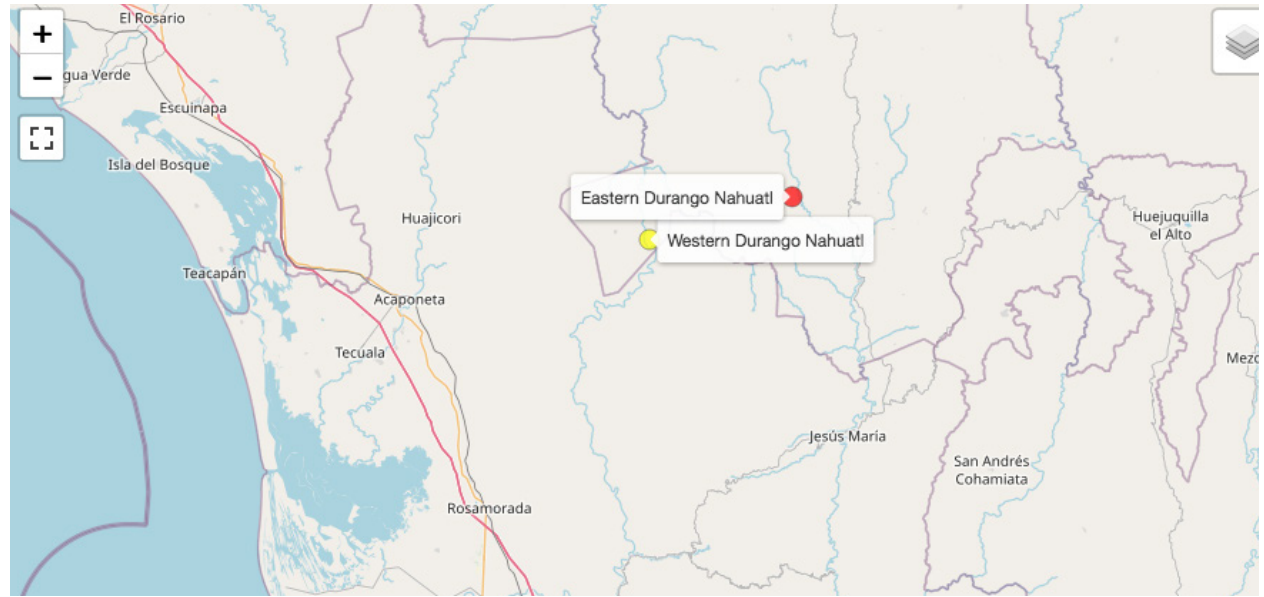 El Rosario
+
−
gua Verde
Escuinapa
Isla del Bosque
Eastern Durango Nahuatl
Huajicori
Huejuquilla
el Alto
Western Durango Nahuatl
Teacapán
Acaponeta
Tecuala
Mezc
Jesús María
San Andrés
Cohamiata
Rosamorada